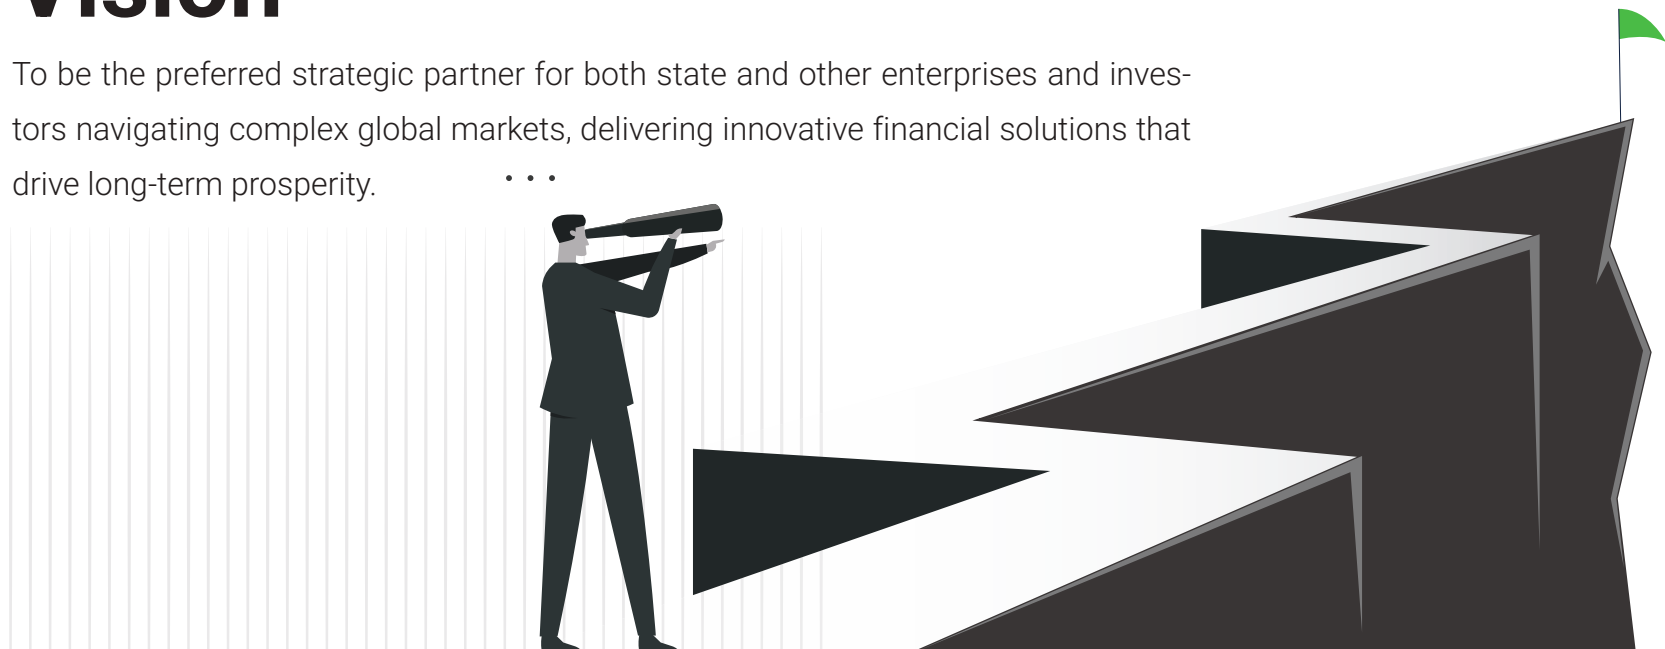 Vision
To be the preferred strategic partner for both state and other enterprises and inves-
tors navigating complex global markets, delivering innovative financial solutions that
drive long-term prosperity.